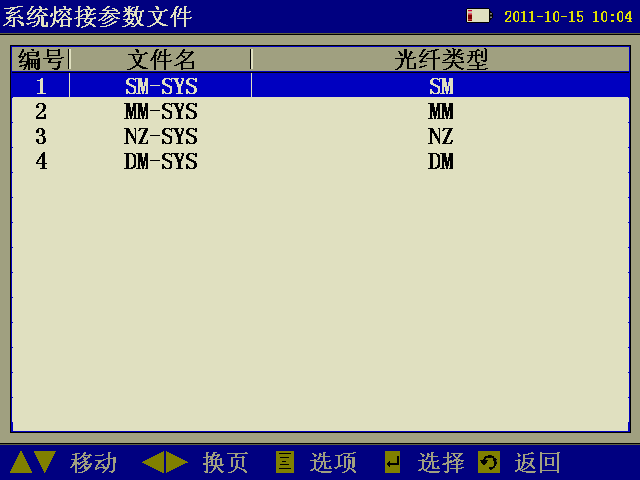 系统熔接参数文件 2011-10-15 10:04
编号 文件名 光纤类型
1 SM-SYS SM
2 MM-SYS MM
3 NZ-SYS NZ
4 DM-SYS DM
移动 换页 选项 选择 返回